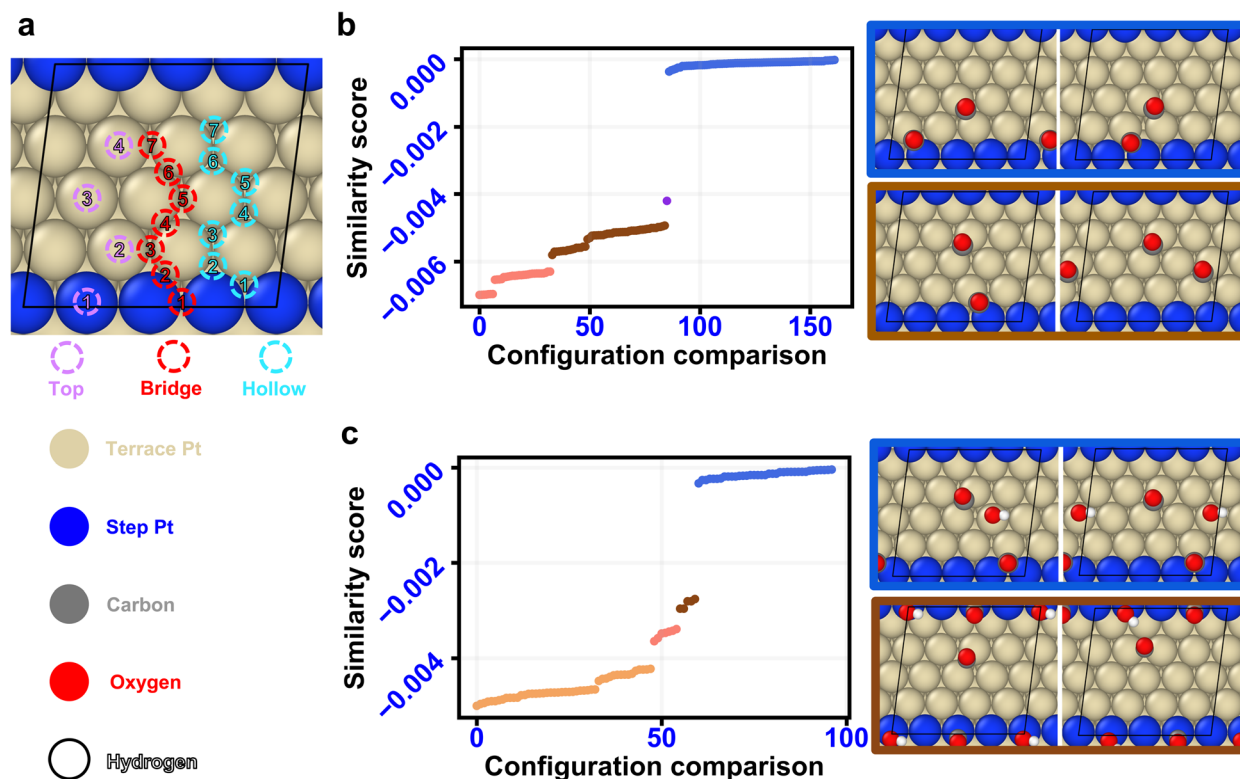 a
4
7
7
6
6
3
5
5
4
4
2
3
3
2
2
1
1
1
Top
Bridge
Hollow
Terrace Pt
Step Pt
Carbon
Oxygen
Hydrogen
b
Similarity score
0.000
−0.002
−0.004
−0.006
0
50
100
150
Configuration comparison
c
Similarity score
0.000
−0.002
−0.004
0
50
100
Configuration comparison